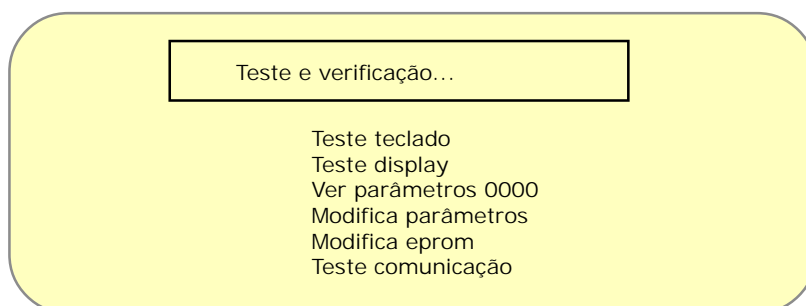 Teste e verificação...
Teste teclado
Teste display
Ver parâmetros 0000
Modifica parâmetros
Modifica eprom
Teste comunicação